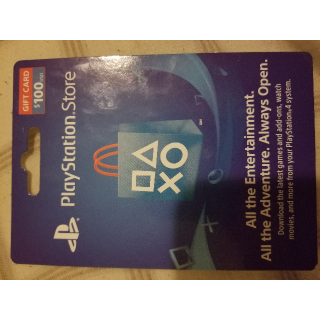 GIFT CARD
$100 USD
PlayStation.Store
All the Entertainment.
All the Adventure. Always Open.
Download the latest games and add-ons, watch
movies, and more from your PlayStation®4 system.